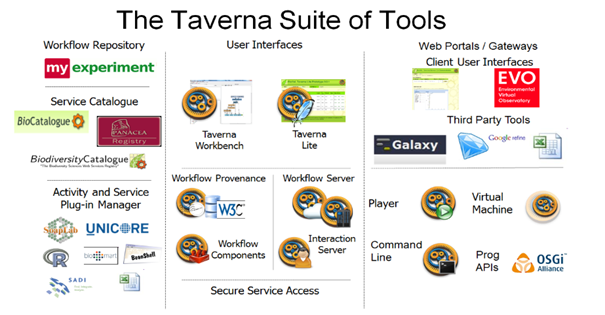 The Taverna Suite of Tools
Workflow Repository
my experiment
Service Catalogue
BioCatalogue
PANACEA
Registry
BiodiversityCatalogue
Activity and Service
Plug-in Manager
SoapLab
UNICORE
R
biomart
BeanShell
SADI
User Interfaces
Taverna
Workbench
Taverna
Lite
Workflow Provenance
W3C
Workflow
Components
Workflow Server
Interaction
Server
Secure Service Access
Web Portals / Gateways
Client User Interfaces
EVO
Environmental
Virtual
Observatory
Third Party Tools
Galaxy
Google refine
Player
Virtual
Machine
Command
Line
Prog
APIs
OSGi
Alliance